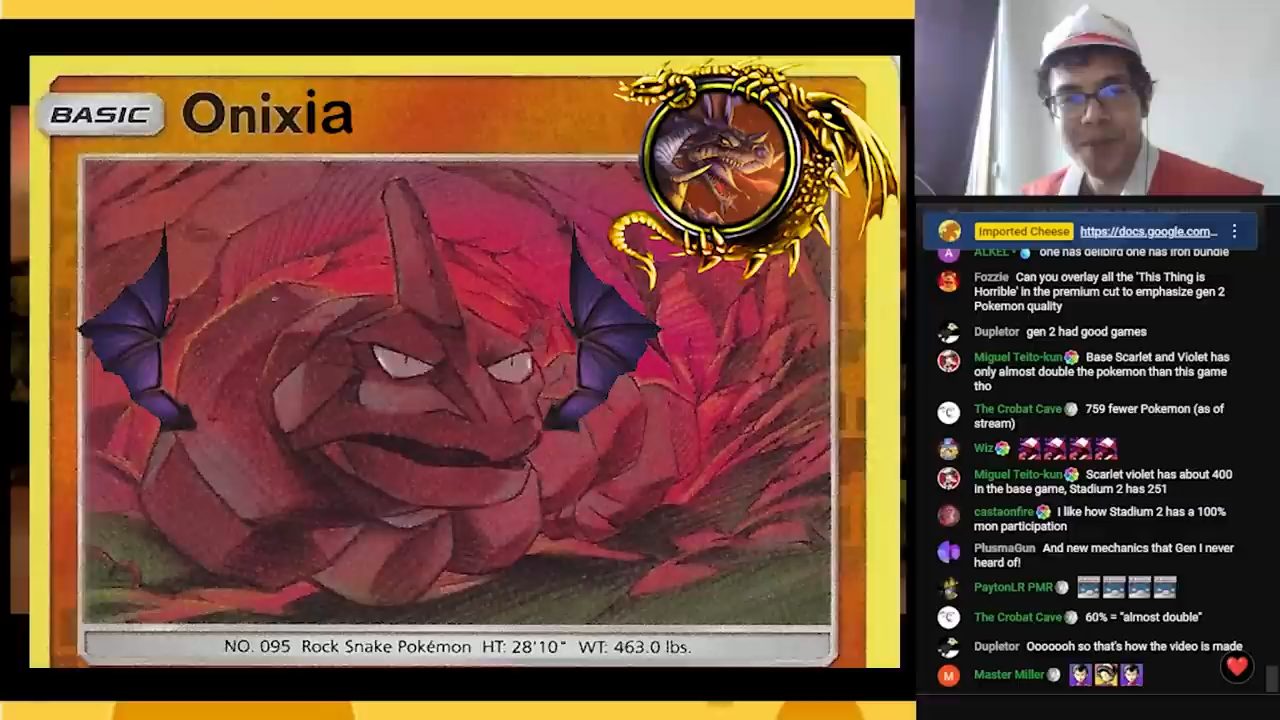 BASIC Onixia
NO. 095 Rock Snake Pokémon HT: 28'10" WT: 463.0 lbs.
Imported Cheese https://docs.google.com...
ALKEL one has delibird one has iron bundle
Fozzie Can you overlay all the 'This Thing is
Horrible' in the premium cut to emphasize gen 2
Pokemon quality
Dupletor gen 2 had good games
Miguel Teito-kun Base Scarlet and Violet has
only almost double the pokemon than this game
tho
The Crobat Cave 759 fewer Pokemon (as of
stream)
Wiz
Miguel Teito-kun Scarlet violet has about 400
in the base game, Stadium 2 has 251
castaonfire I like how Stadium 2 has a 100%
mon participation
PlusmaGun And new mechanics that Gen I never
heard of!
PaytonLR PMR
The Crobat Cave 60% = "almost double"
Dupletor Ooooooh so that's how the video is made
Master Miller